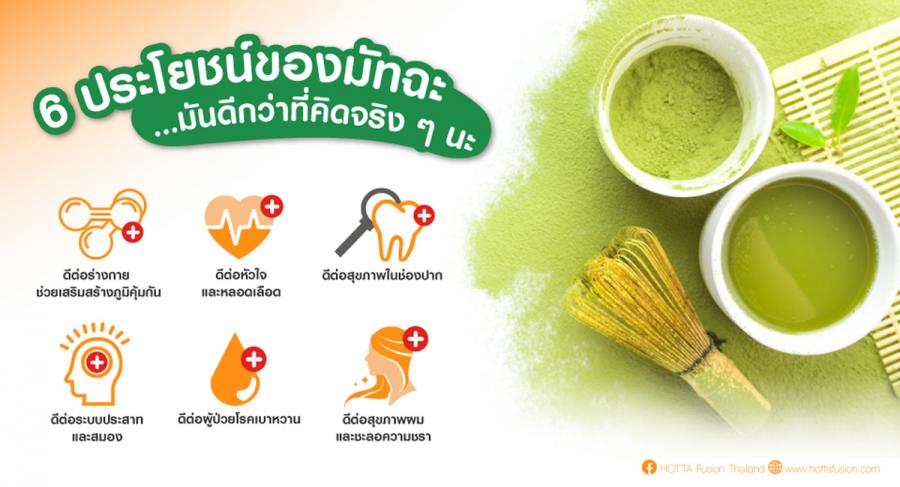 6 ประโยชน์ของมัทฉะ
...มันดีกว่าที่คิดจริง ๆ นะ
ดีต่อร่างกาย
ช่วยเสริมสร้างภูมิคุ้มกัน
ดีต่อหัวใจ
และหลอดเลือด
ดีต่อสุขภาพในช่องปาก
ดีต่อระบบประสาท
และสมอง
ดีต่อผู้ป่วยโรคเบาหวาน
ดีต่อสุขภาพผม
และชะลอความชรา
HOTTA Fusion Thailand www.hottafusion.com